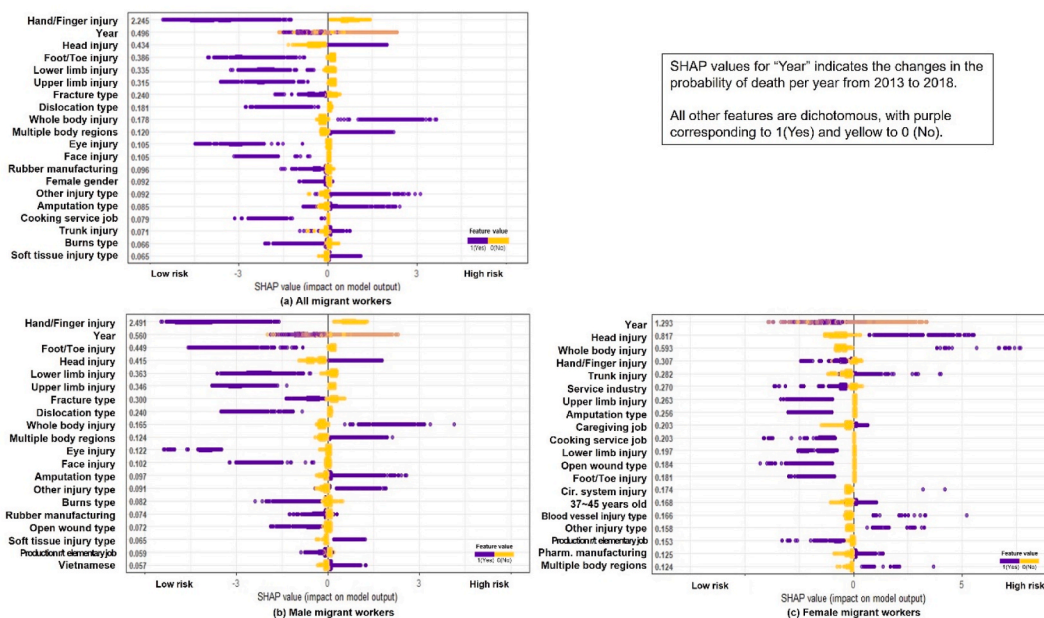 Hand/Finger injury 2.245
Year 0.496
Head injury 0.434
Foot/Toe injury 0.386
Lower limb injury 0.335
Upper limb injury 0.315
Fracture type 0.240
Dislocation type 0.181
Whole body injury 0.178
Multiple body regions 0.120
Eye injury 0.105
Face injury 0.105
Rubber manufacturing 0.096
Female gender 0.092
Other injury type 0.092
Amputation type 0.085
Cooking service job 0.079
Trunk injury 0.071
Burns type 0.066
Soft tissue injury type 0.065
Feature value
1(Yes) 0(No)
Low risk -3 0 3 High risk
SHAP value (impact on model output)
(a) All migrant workers
SHAP values for "Year" indicates the changes in the
probability of death per year from 2013 to 2018.
All other features are dichotomous, with purple
corresponding to 1(Yes) and yellow to 0 (No).
Hand/Finger injury 2.491
Year 0.560
Foot/Toe injury 0.449
Head injury 0.415
Lower limb injury 0.363
Upper limb injury 0.346
Fracture type 0.300
Dislocation type 0.240
Whole body injury 0.165
Multiple body regions 0.124
Eye injury 0.122
Face injury 0.102
Amputation type 0.097
Other injury type 0.091
Burns type 0.082
Rubber manufacturing 0.074
Open wound type 0.072
Soft tissue injury type 0.065
Production rt elementary job 0.059
Vietnamese 0.057
Feature value
1(Yes) 0(No)
Low risk -3 0 3 High risk
SHAP value (impact on model output)
(b) Male migrant workers
Year 1.293
Head injury 0.817
Whole body injury 0.593
Hand/Finger injury 0.307
Trunk injury 0.282
Service industry 0.270
Upper limb injury 0.263
Amputation type 0.256
Caregiving job 0.203
Cooking service job 0.203
Lower limb injury 0.197
Open wound type 0.184
Foot/Toe injury 0.181
Cir. system injury 0.174
37~45 years old 0.168
Blood vessel injury type 0.166
Other injury type 0.158
Production rt elementary job 0.153
Pharm. manufacturing 0.125
Multiple body regions 0.124
Feature value
1(Yes) 0(No)
Low risk 0 5 High risk
SHAP value (impact on model output)
(c) Female migrant workers